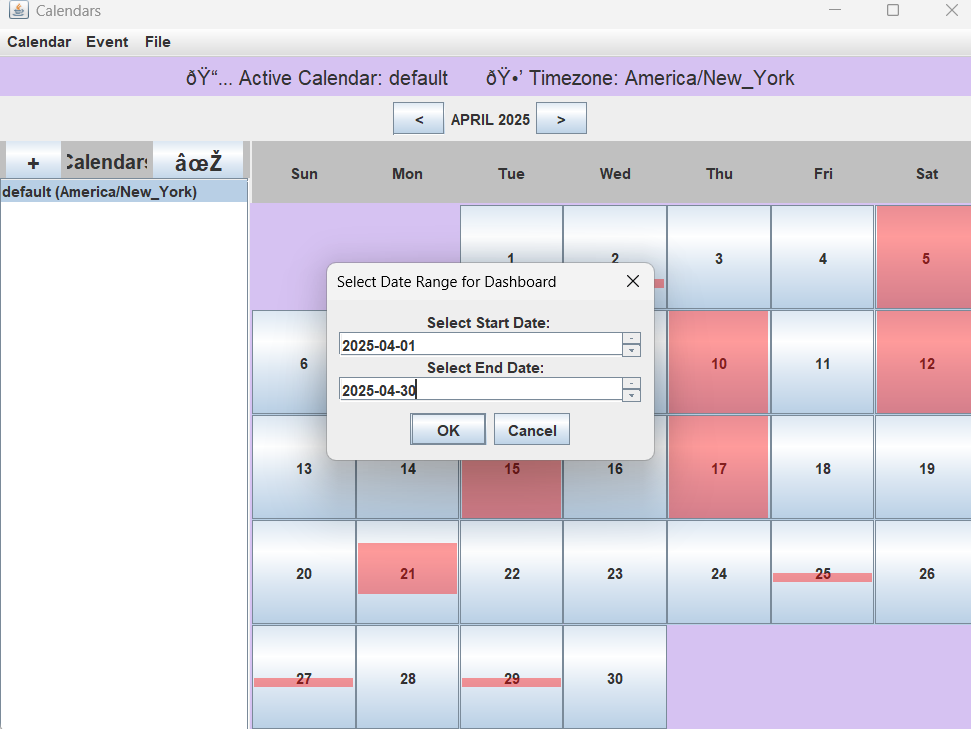 Calendars
Calendar Event File
ðŸ“... Active Calendar: default ðŸ•’ Timezone: America/New_York
< APRIL 2025 >
+ Calendars âœŽ
default (America/New_York)
Sun Mon Tue Wed Thu Fri Sat
1 2 3 4 5
Select Date Range for Dashboard
Select Start Date:
2025-04-01
Select End Date:
2025-04-30
OK Cancel
6 10 11 12
13 14 15 16 17 18 19
20 21 22 23 24 25 26
27 28 29 30